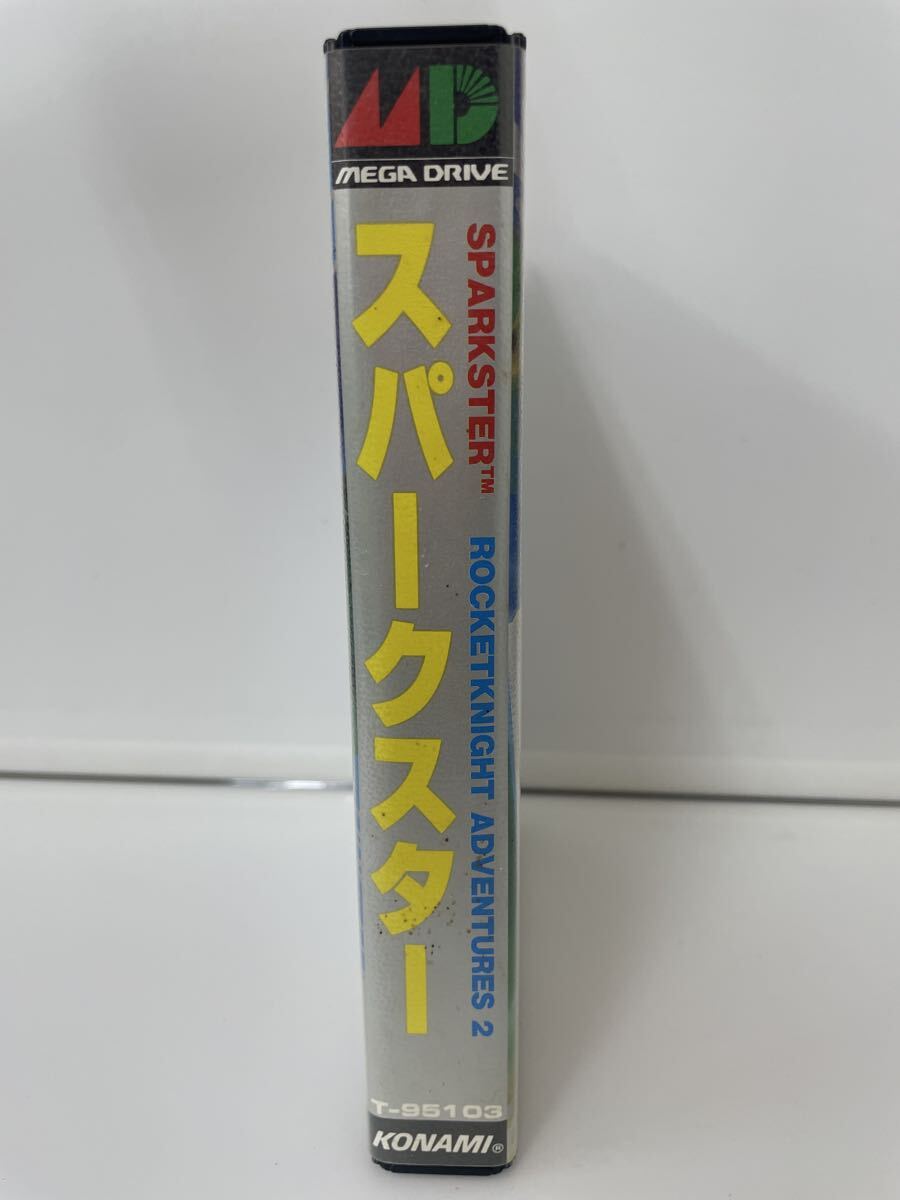 MD
MEGA DRIVE
スパークスター
SPARKSTER™ ROCKETKNIGHT ADVENTURES 2
T-95103
KONAMI®